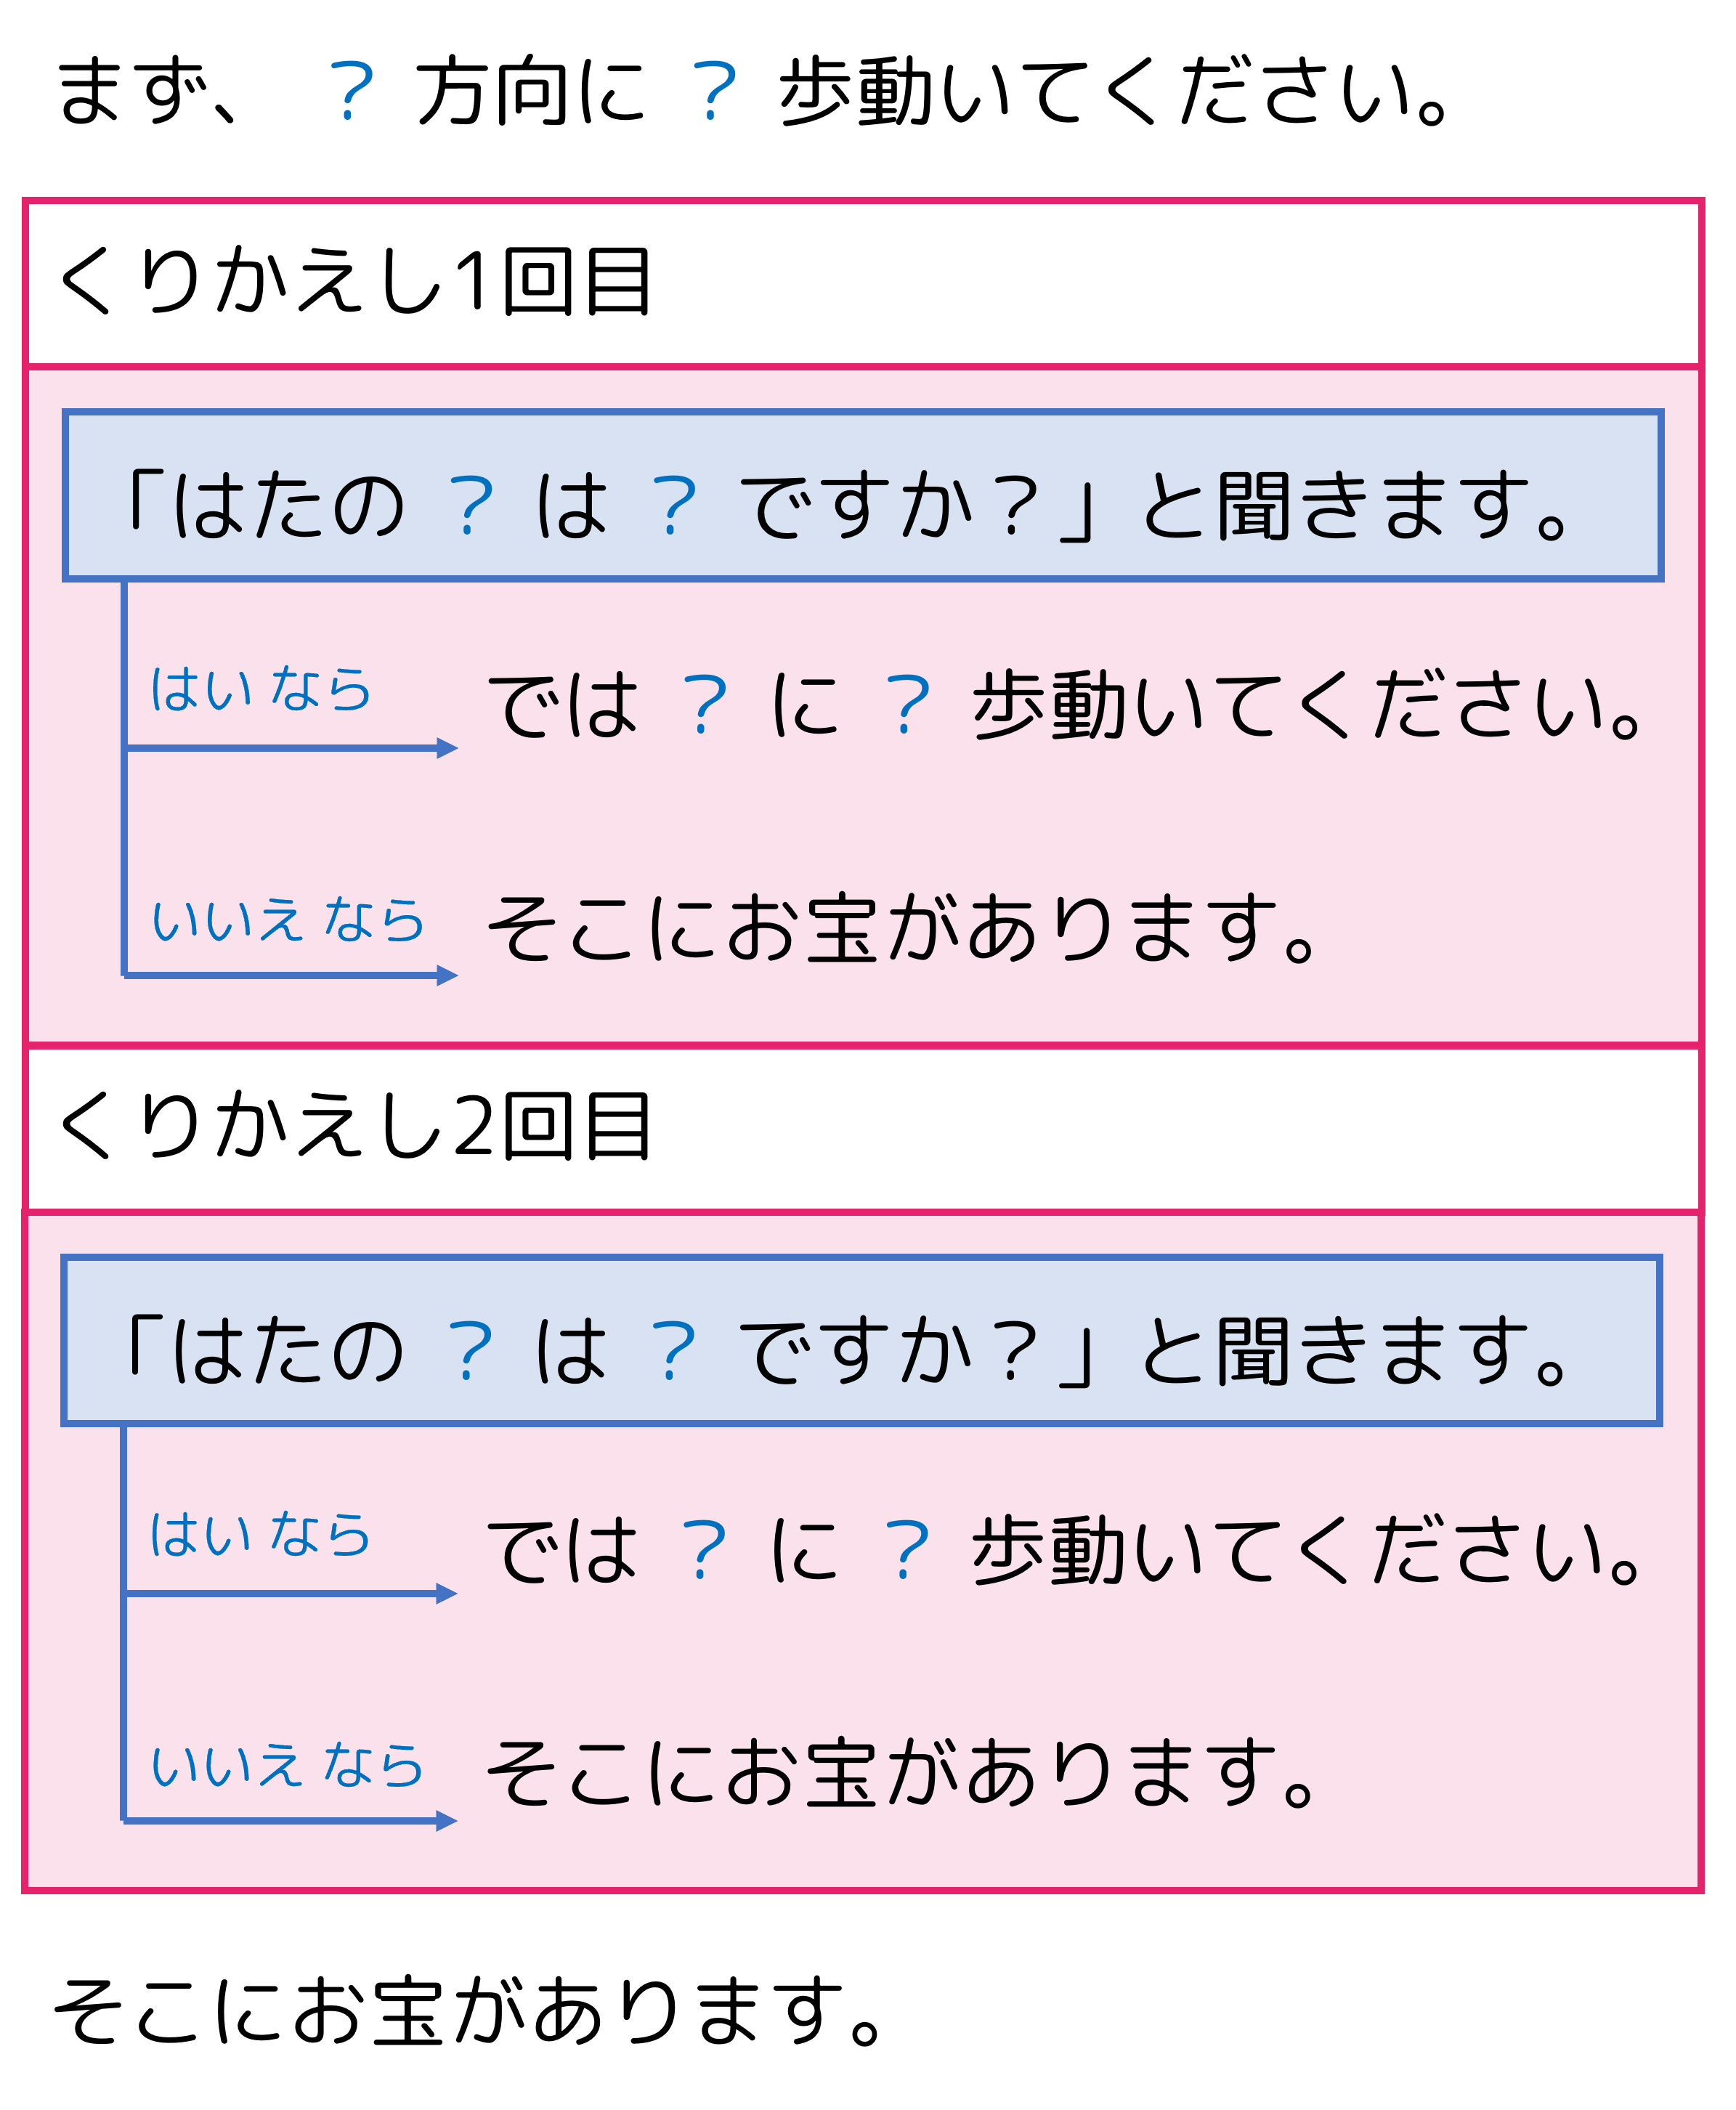 まず、 ? 方向に ? 歩動いてください。
くりかえし1回目
「はたの ? は ? ですか?」と聞きます。
はい なら
では ? に ? 歩動いてください。
いいえ なら
そこにお宝があります。
くりかえし2回目
「はたの ? は ? ですか?」と聞きます。
はい なら
では ? に ? 歩動いてください。
いいえ なら
そこにお宝があります。
そこにお宝があります。